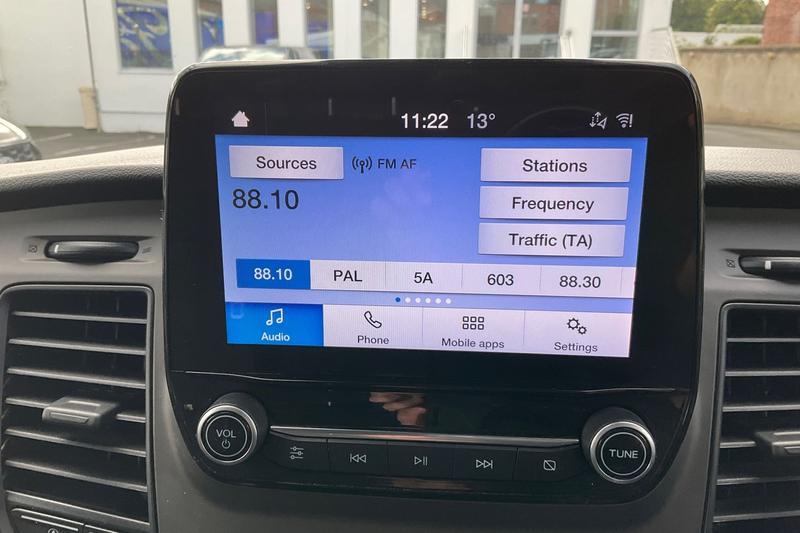 11:22 13°
Sources FM AF Stations
88.10 Frequency
Traffic (TA)
88.10 PAL 5A 603 88.30
Audio Phone Mobile apps Settings
VOL TUNE